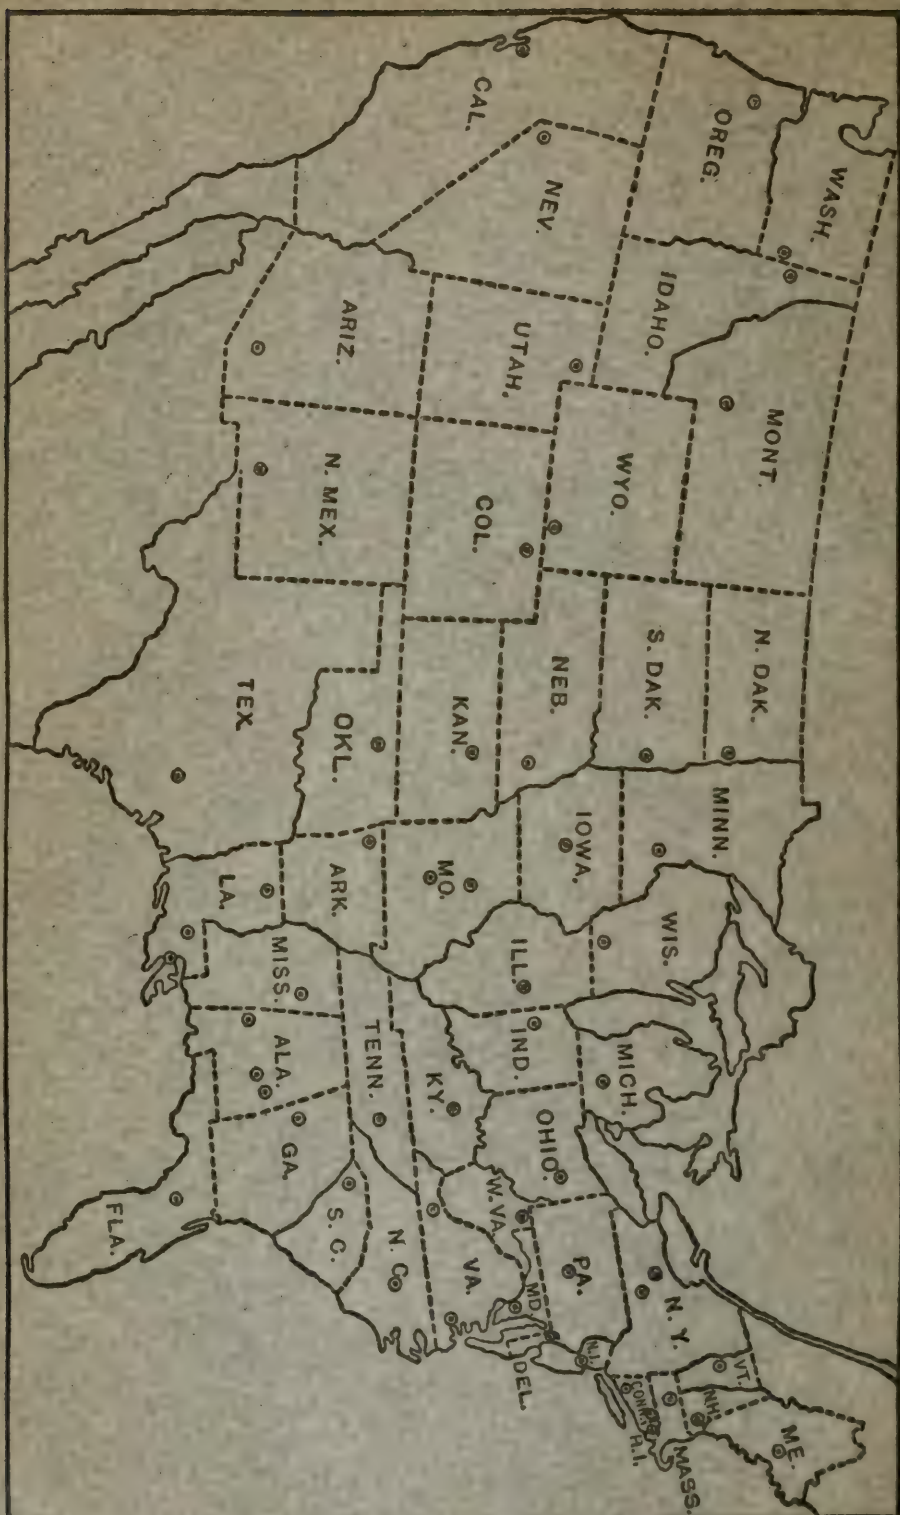 WASH.
OREG.
CAL.
NEV.
IDAHO.
MONT.
UTAH.
ARIZ.
WYO.
COL.
N. MEX.
N. DAK.
S. DAK.
NEB.
KAN.
OKL.
TEX.
MINN.
IOWA.
MO.
ARK.
LA.
WIS.
ILL.
MISS.
MICH.
IND.
OHIO.
KY.
TENN.
ALA.
GA.
FLA.
S. C.
N. C.
VA.
W. VA.
MD.
DEL.
PA.
N. J.
N. Y.
CONN.
R. I.
MASS.
VT.
N.H.
ME.